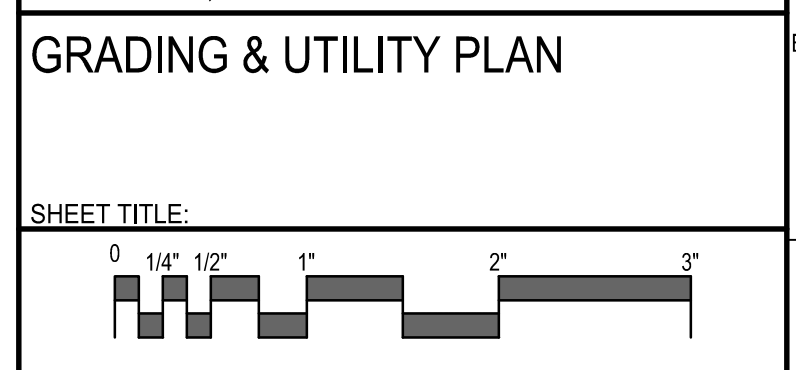 GRADING & UTILITY PLAN
SHEET TITLE:
0 1/4" 1/2" 1" 2" 3"